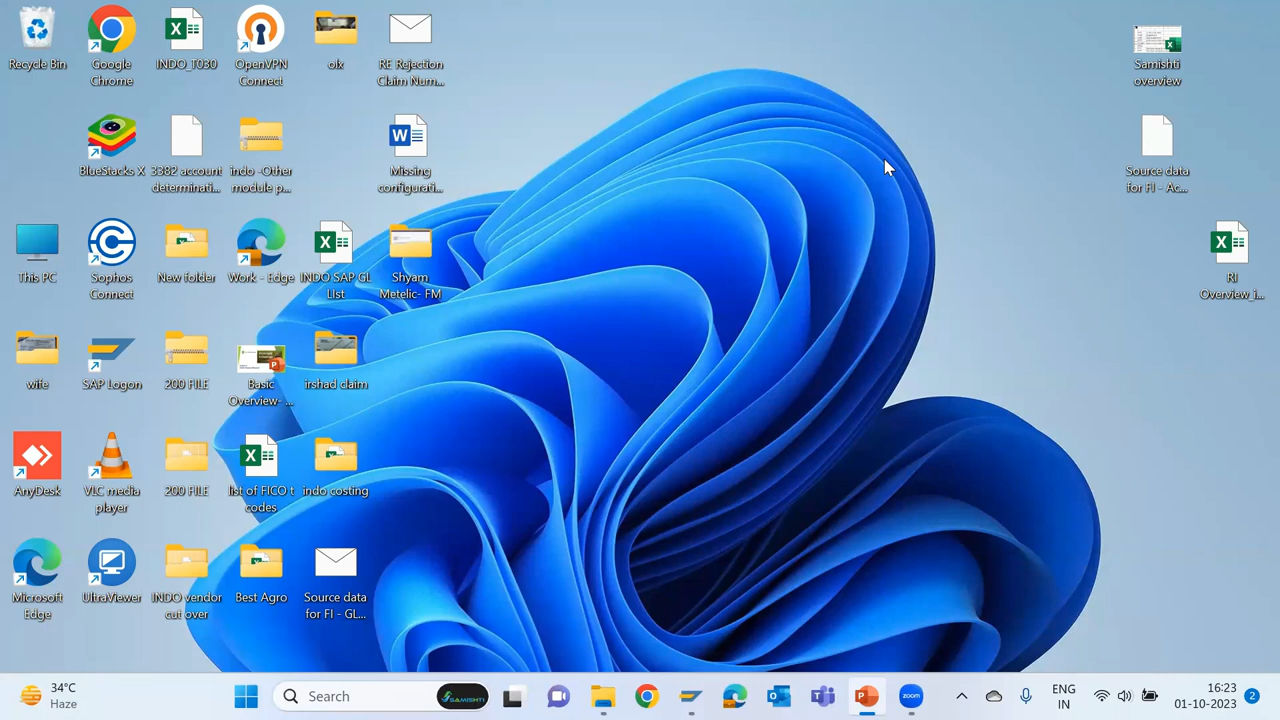 Recycle Bin
Google
Chrome
INDO_T030
OpenVPN
Connect
olx
RE Rejection
Claim Num...
Samishti
overview
BlueStacks X
3382 account
determinati...
indo -Other
module p...
Missing
configurati...
Source data
for FI - Ac...
This PC
Sophos
Connect
New folder
Work - Edge
INDO SAP GL
LIst
Shyam
Metelic- FM
RI
Overview_i...
wife
SAP Logon
200 FILE
Basic
Overview- ...
irshad claim
AnyDesk
VLC media
player
200 FILE
list of FICO t
codes
indo costing
Microsoft
Edge
UltraViewer
INDO vendor
cut over
Best Agro
Source data
for FI - GL...
34°C
Haze
Search
SAMISHTI
zoom
ENG
IN
16:23
01-10-2023
2